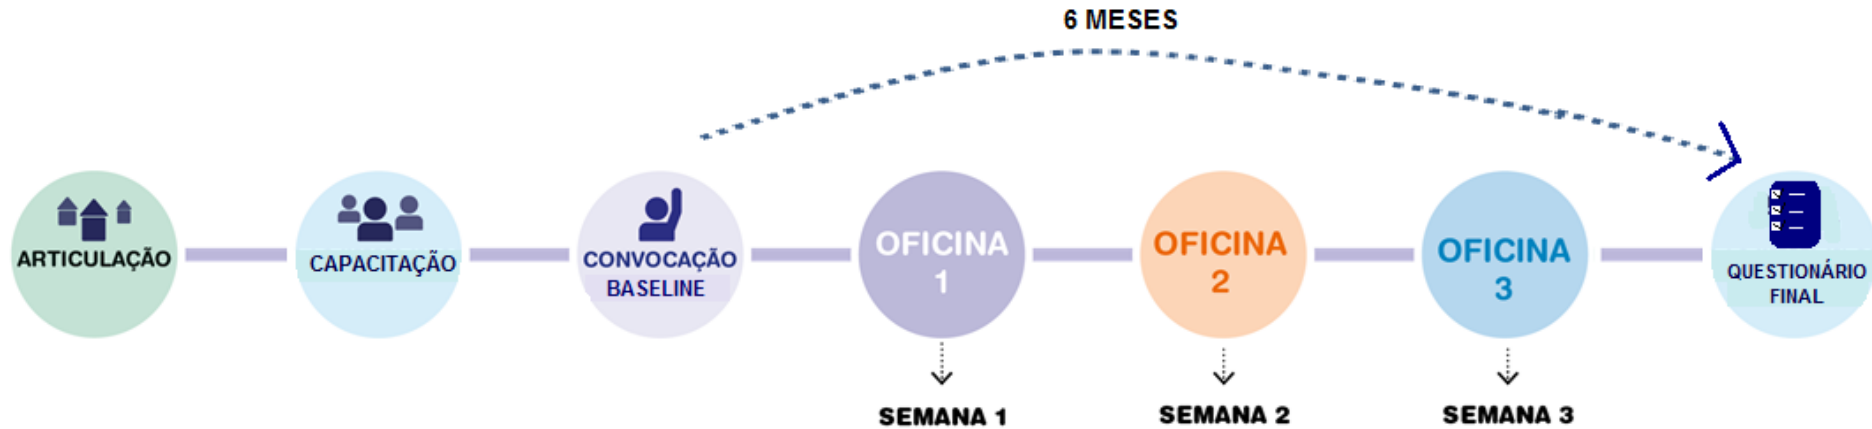 6 MESES
ARTICULAÇÃO
CAPACITAÇÃO
CONVOCAÇÃO
BASELINE
OFICINA
1
OFICINA
2
OFICINA
3
QUESTIONÁRIO
FINAL
SEMANA 1
SEMANA 2
SEMANA 3